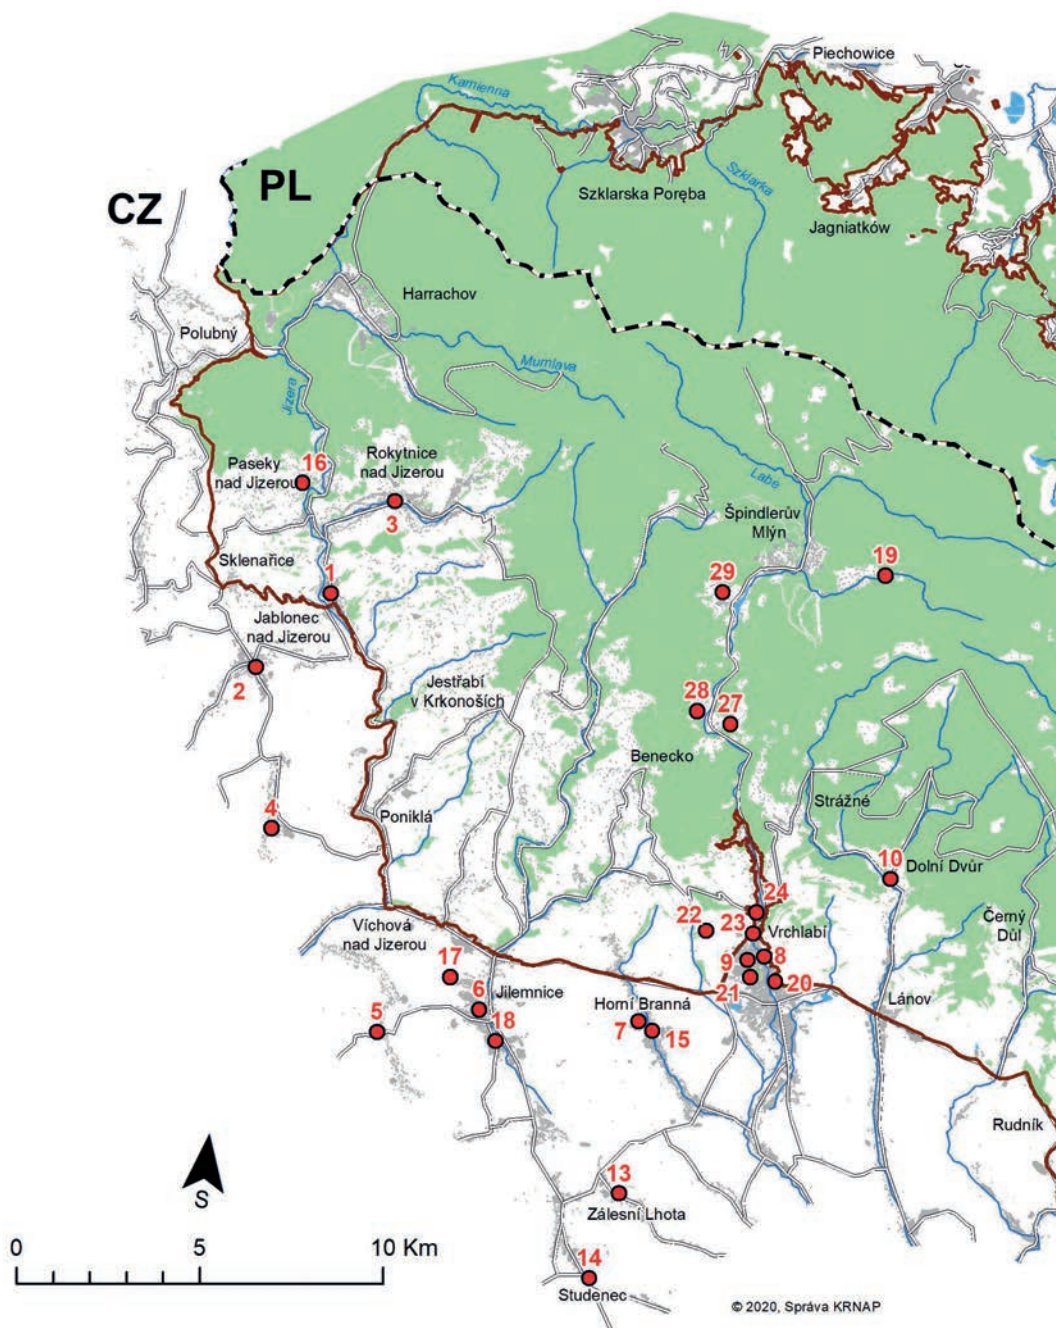 Piechowice
Kamienna
Szklarska Poręba
Szklarka
Jagniatków
CZ
PL
Harrachov
Polubný
Mumlava
Jizera
Rokytnice
nad Jizerou
3
Paseky
nad Jizerou
16
Labe
Špindlerův
Mlýn
19
29
Sklenařice
1
Jablonec
nad Jizerou
2
Jestřabí
v Krkonoších
28
27
Benecko
Strážné
Poniklá
4
10
Dolní Dvůr
24
22
23
Vrchlabí
Černý
Důl
Víchová
nad Jizerou
17
9
8
21
20
6
Jilemnice
5
18
Horní Branná
7
15
Lánov
Rudník
S
13
Zálesní Lhota
0
5
10 Km
14
Studenec
© 2020, Správa KRNAP